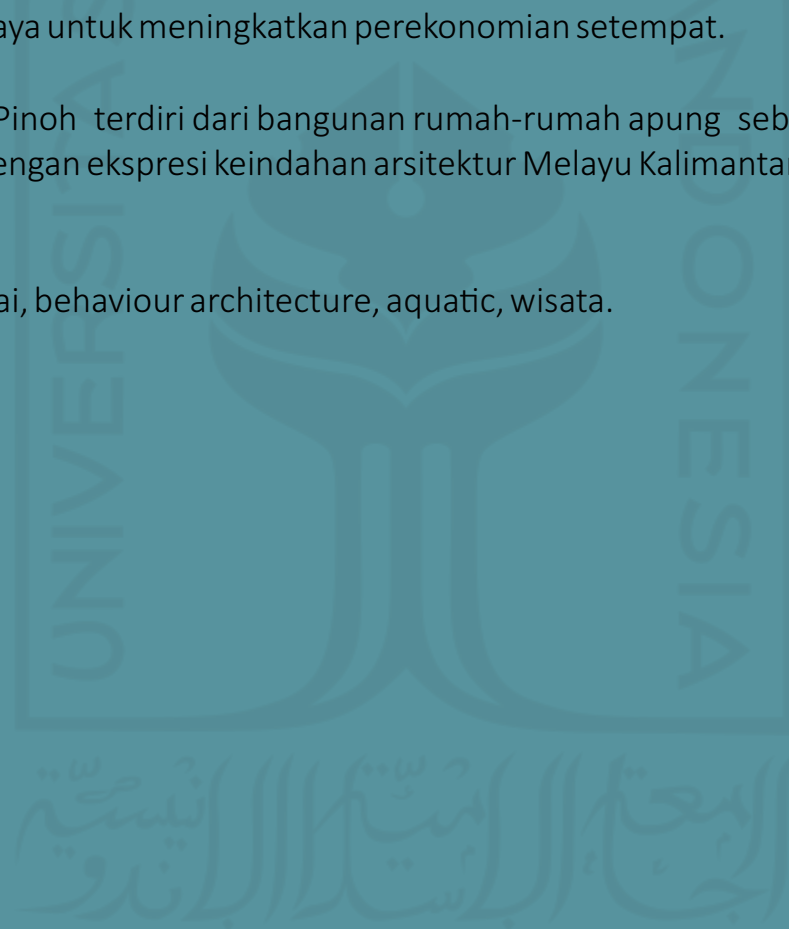 aya untuk meningkatkan perekonomian setempat.
Pinoh terdiri dari bangunan rumah-rumah apung seb
engan ekspresi keindahan arsitektur Melayu Kalimantan
ai, behaviour architecture, aquatic, wisata.
UNIVERSITAS
INDONESIA